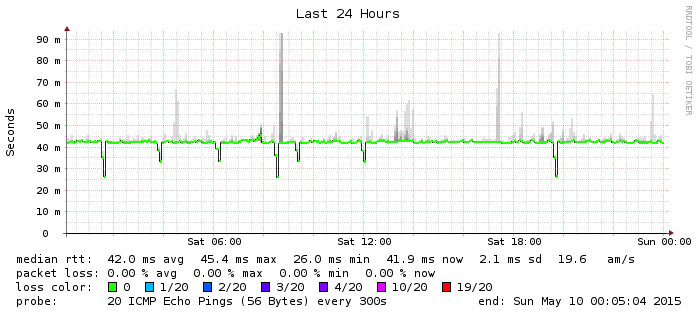 Last 24 Hours
RRDTOOL / TOBI OETIKER
Seconds
90 m
80 m
70 m
60 m
50 m
40 m
30 m
20 m
10 m
0
Sat 06:00 Sat 12:00 Sat 18:00 Sun 00:00
median rtt: 42.0 ms avg 45.4 ms max 26.0 ms min 41.9 ms now 2.1 ms sd 19.6 am/s
packet loss: 0.00 % avg 0.00 % max 0.00 % min 0.00 % now
loss color: 0 1/20 2/20 3/20 4/20 10/20 19/20
probe: 20 ICMP Echo Pings (56 Bytes) every 300s end: Sun May 10 00:05:04 2015